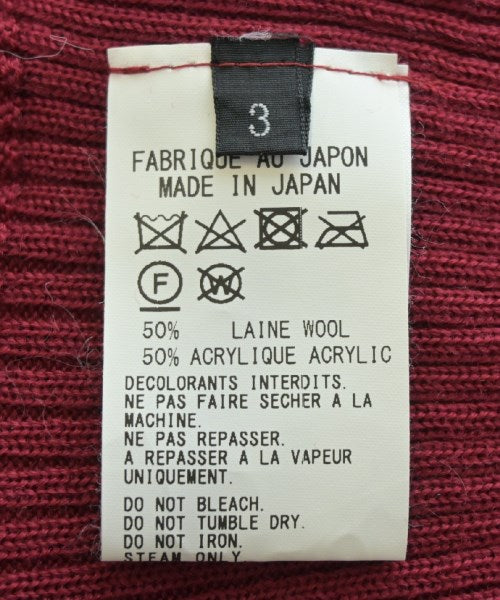 3
FABRIQUE AU JAPON
MADE IN JAPAN
F W
50% LAINE WOOL
50% ACRYLIQUE ACRYLIC
DECOLORANTS INTERDITS.
NE PAS FAIRE SECHER A LA
MACHINE.
NE PAS REPASSER.
A REPASSER A LA VAPEUR
UNIQUEMENT.
DO NOT BLEACH.
DO NOT TUMBLE DRY.
DO NOT IRON.
STEAM ONLY.